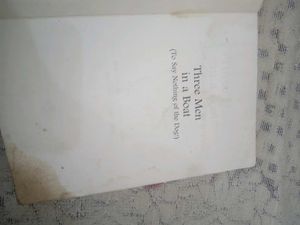 Three Men
in a Boat
(To Say Nothing of the Dog!)